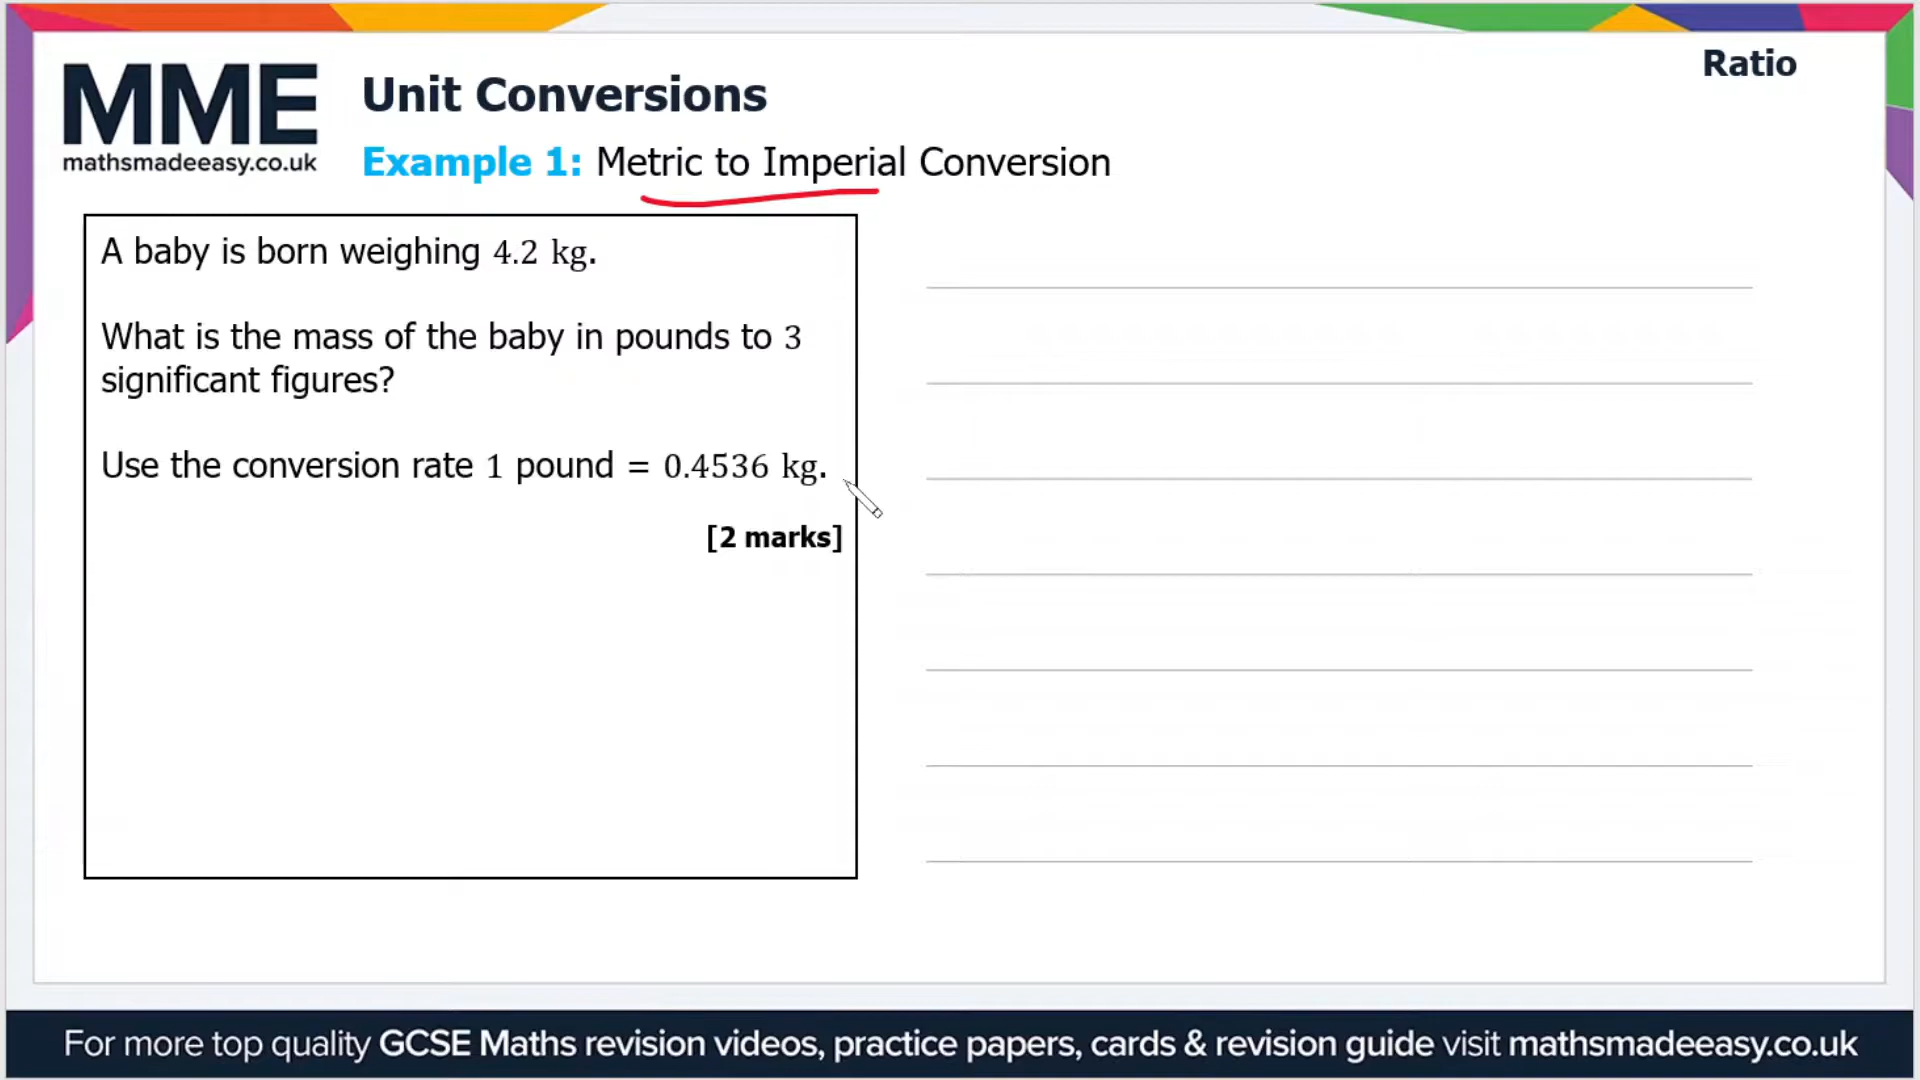 Ratio
MME
mathsmadeeasy.co.uk
Unit Conversions
Example 1: Metric to Imperial Conversion
A baby is born weighing 4.2 kg.
What is the mass of the baby in pounds to 3
significant figures?
Use the conversion rate 1 pound = 0.4536 kg.
[2 marks]
For more top quality GCSE Maths revision videos, practice papers, cards & revision guide visit mathsmadeeasy.co.uk